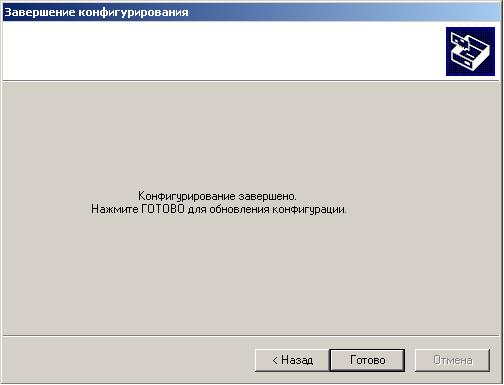 Завершение конфигурирования
Конфигурирование завершено.
Нажмите ГОТОВО для обновления конфигурации.
< Назад
Готово
Отмена